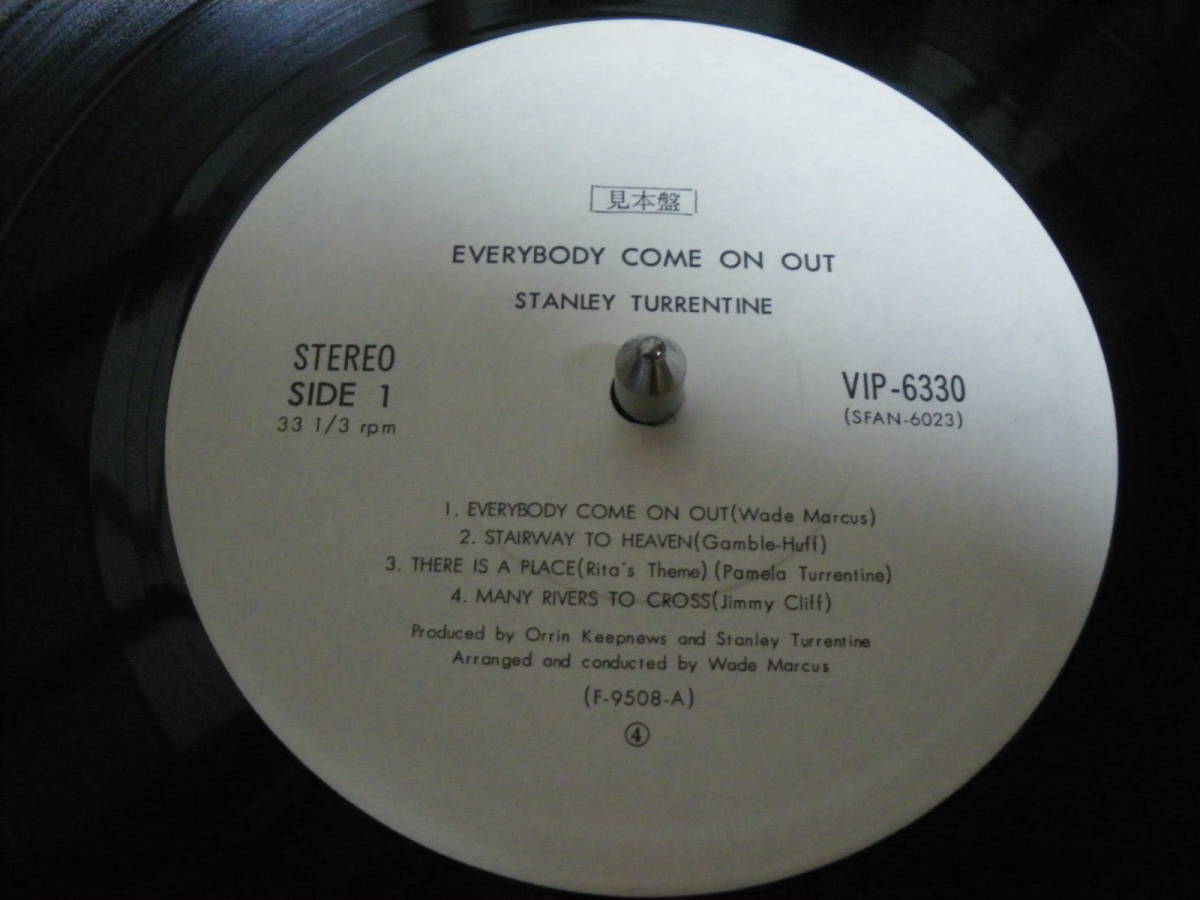 見本盤
EVERYBODY COME ON OUT
STANLEY TURRENTINE
STEREO
SIDE 1
33 1/3 rpm
VIP-6330
(SFAN-6023)
1. EVERYBODY COME ON OUT(Wade Marcus)
2. STAIRWAY TO HEAVEN(Gamble-Huff)
3. THERE IS A PLACE(Rita's Theme)(Pamela Turrentine)
4. MANY RIVERS TO CROSS(Jimmy Cliff)
Produced by Orrin Keepnews and Stanley Turrentine
Arranged and conducted by Wade Marcus
(F-9508-A)
④